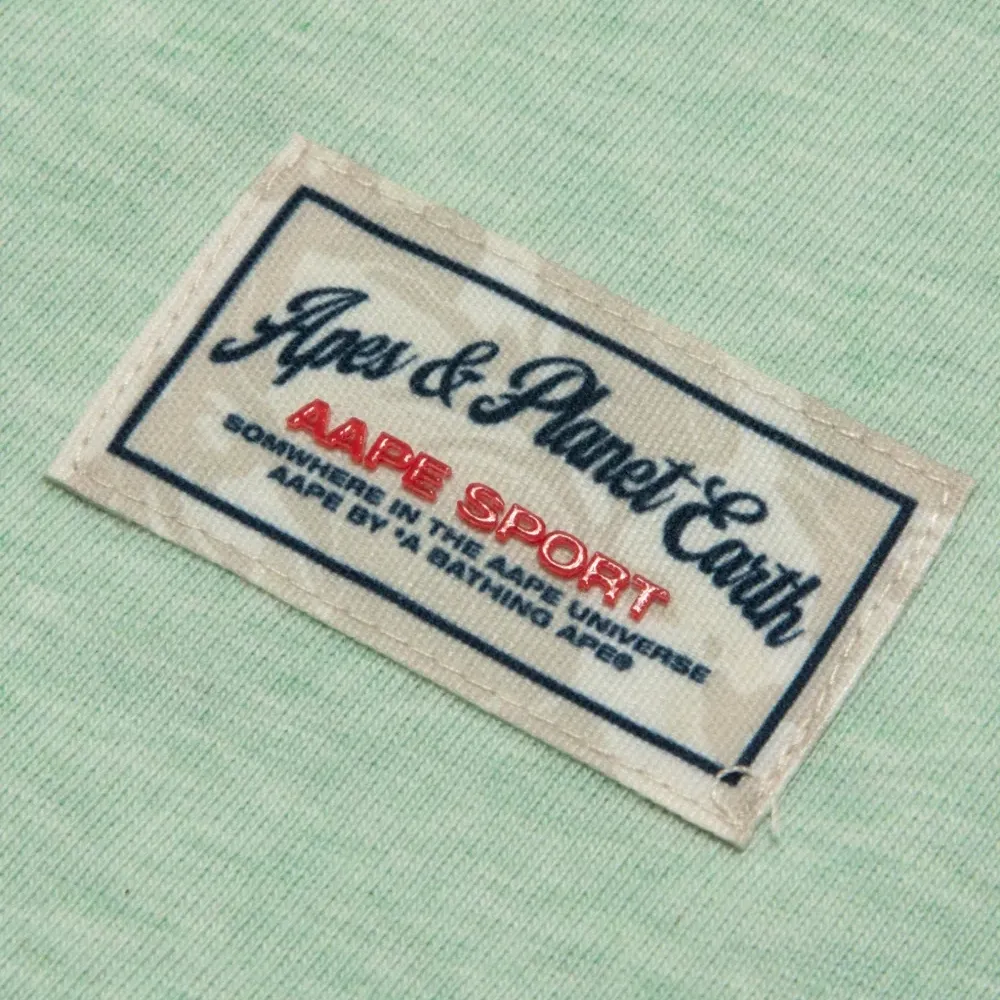 Apes & Planet Earth
AAPE SPORT
SOMWHERE IN THE AAPE UNIVERSE
AAPE BY *A BATHING APE®